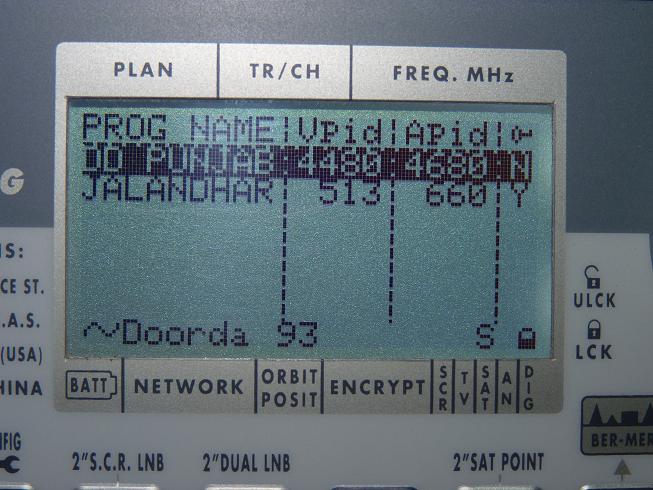 PLAN TR/CH FREQ. MHz
PROG NAME|VPid|APid|
DD PUNJAB 4480 4680 N
JALANDHAR 513 660 Y
~Doorda 93 S
G
IS:
CE ST.
.A.S.
(USA)
HINA
ULCK
LCK
BATT NETWORK ORBIT POSIT ENCRYPT SCR TV SAT AN DIG
NFIG
2"S.C.R. LNB 2"DUAL LNB 2"SAT POINT
BER-MER